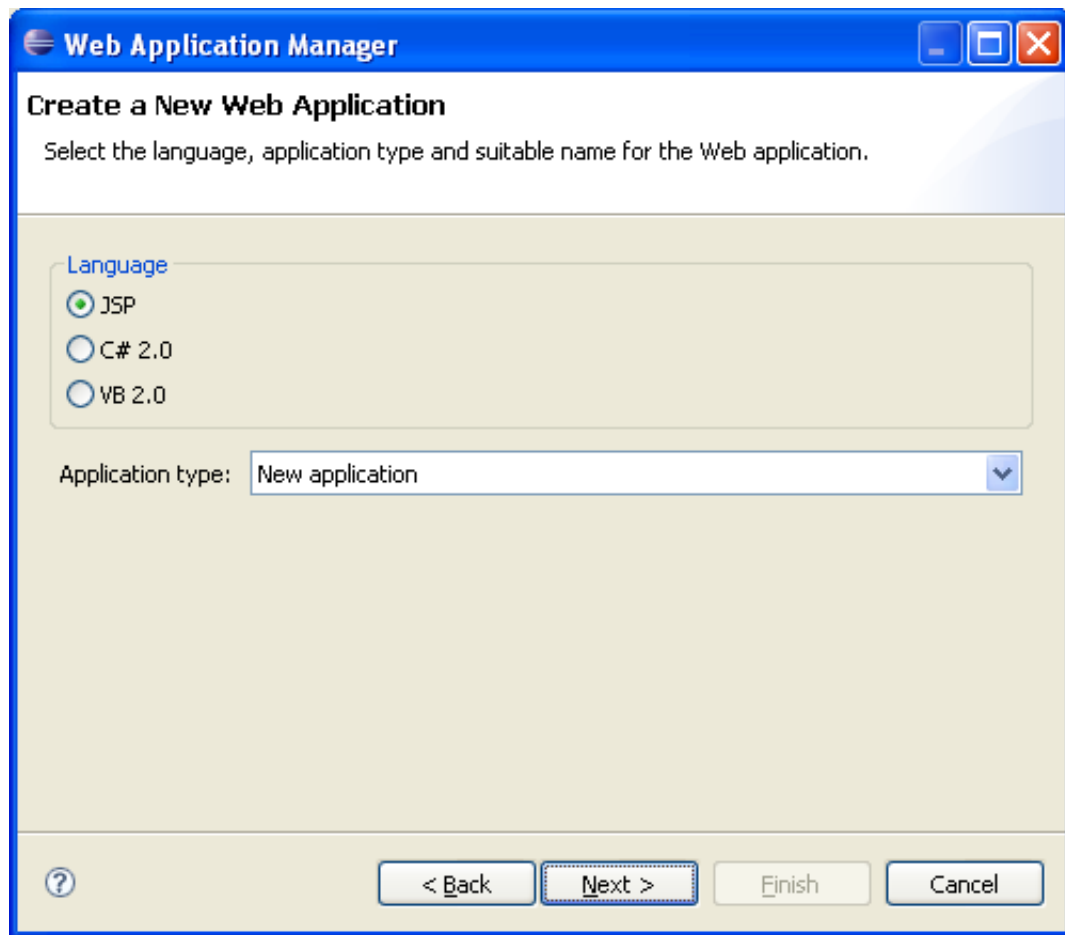 Web Application Manager
Create a New Web Application
Select the language, application type and suitable name for the Web application.
Language
JSP
C# 2.0
VB 2.0
Application type: New application
? < Back Next > Finish Cancel